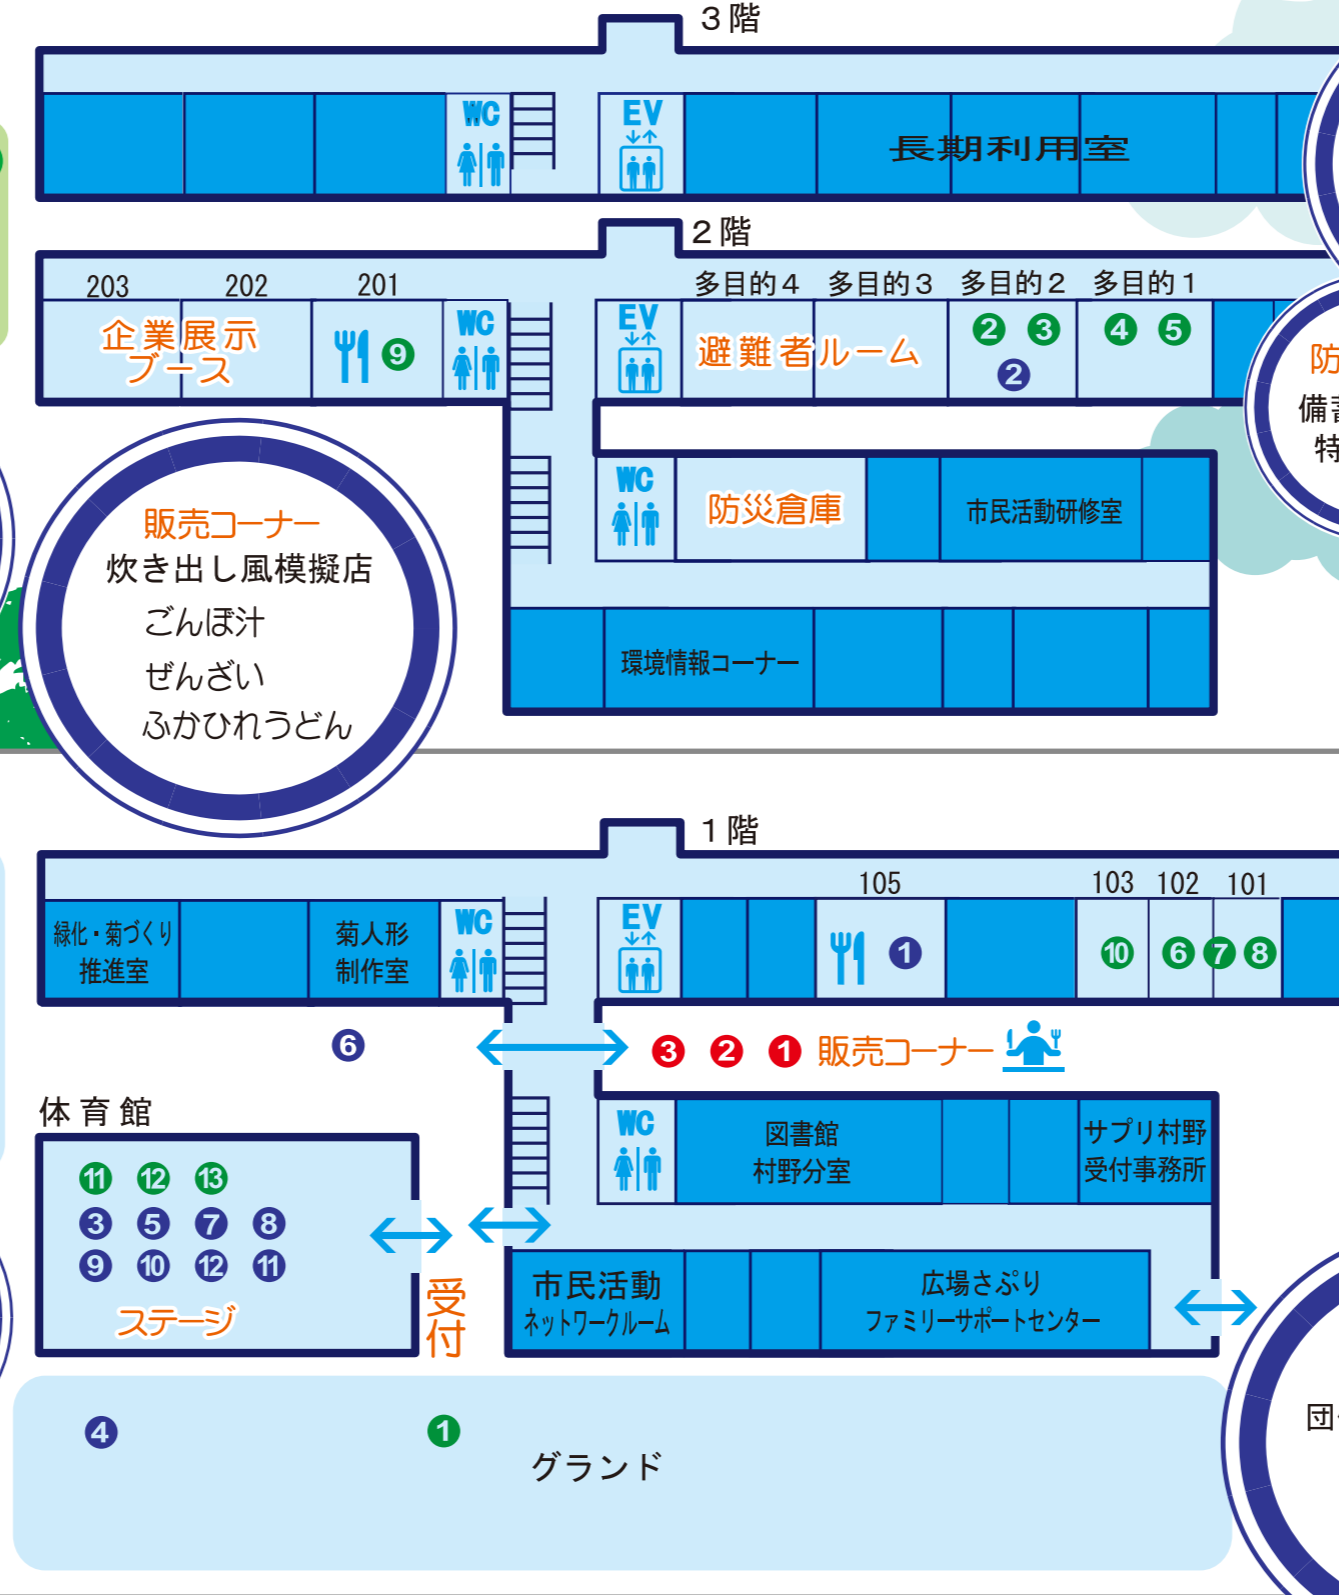 3階
WC
EV
長期利用室
2階
203 202 201
多目的4 多目的3 多目的2 多目的1
企業展示
ブース
9
WC
EV
避難者ルーム
2 3
2
4 5
防
備蓄
特
WC
防災倉庫
市民活動研修室
環境情報コーナー
販売コーナー
炊き出し風模擬店
ごんぼ汁
ぜんざい
ふかひれうどん
1階
105 103 102 101
緑化・菊づくり
推進室
菊人形
制作室
WC
EV
1
10
6 7 8
6
3 2 1 販売コーナー
体育館
11 12 13
3 5 7 8
9 10 12 11
ステージ
受付
WC
図書館
村野分室
サプリ村野
受付事務所
市民活動
ネットワークルーム
広場さぷり
ファミリーサポートセンター
4
1
グランド
団